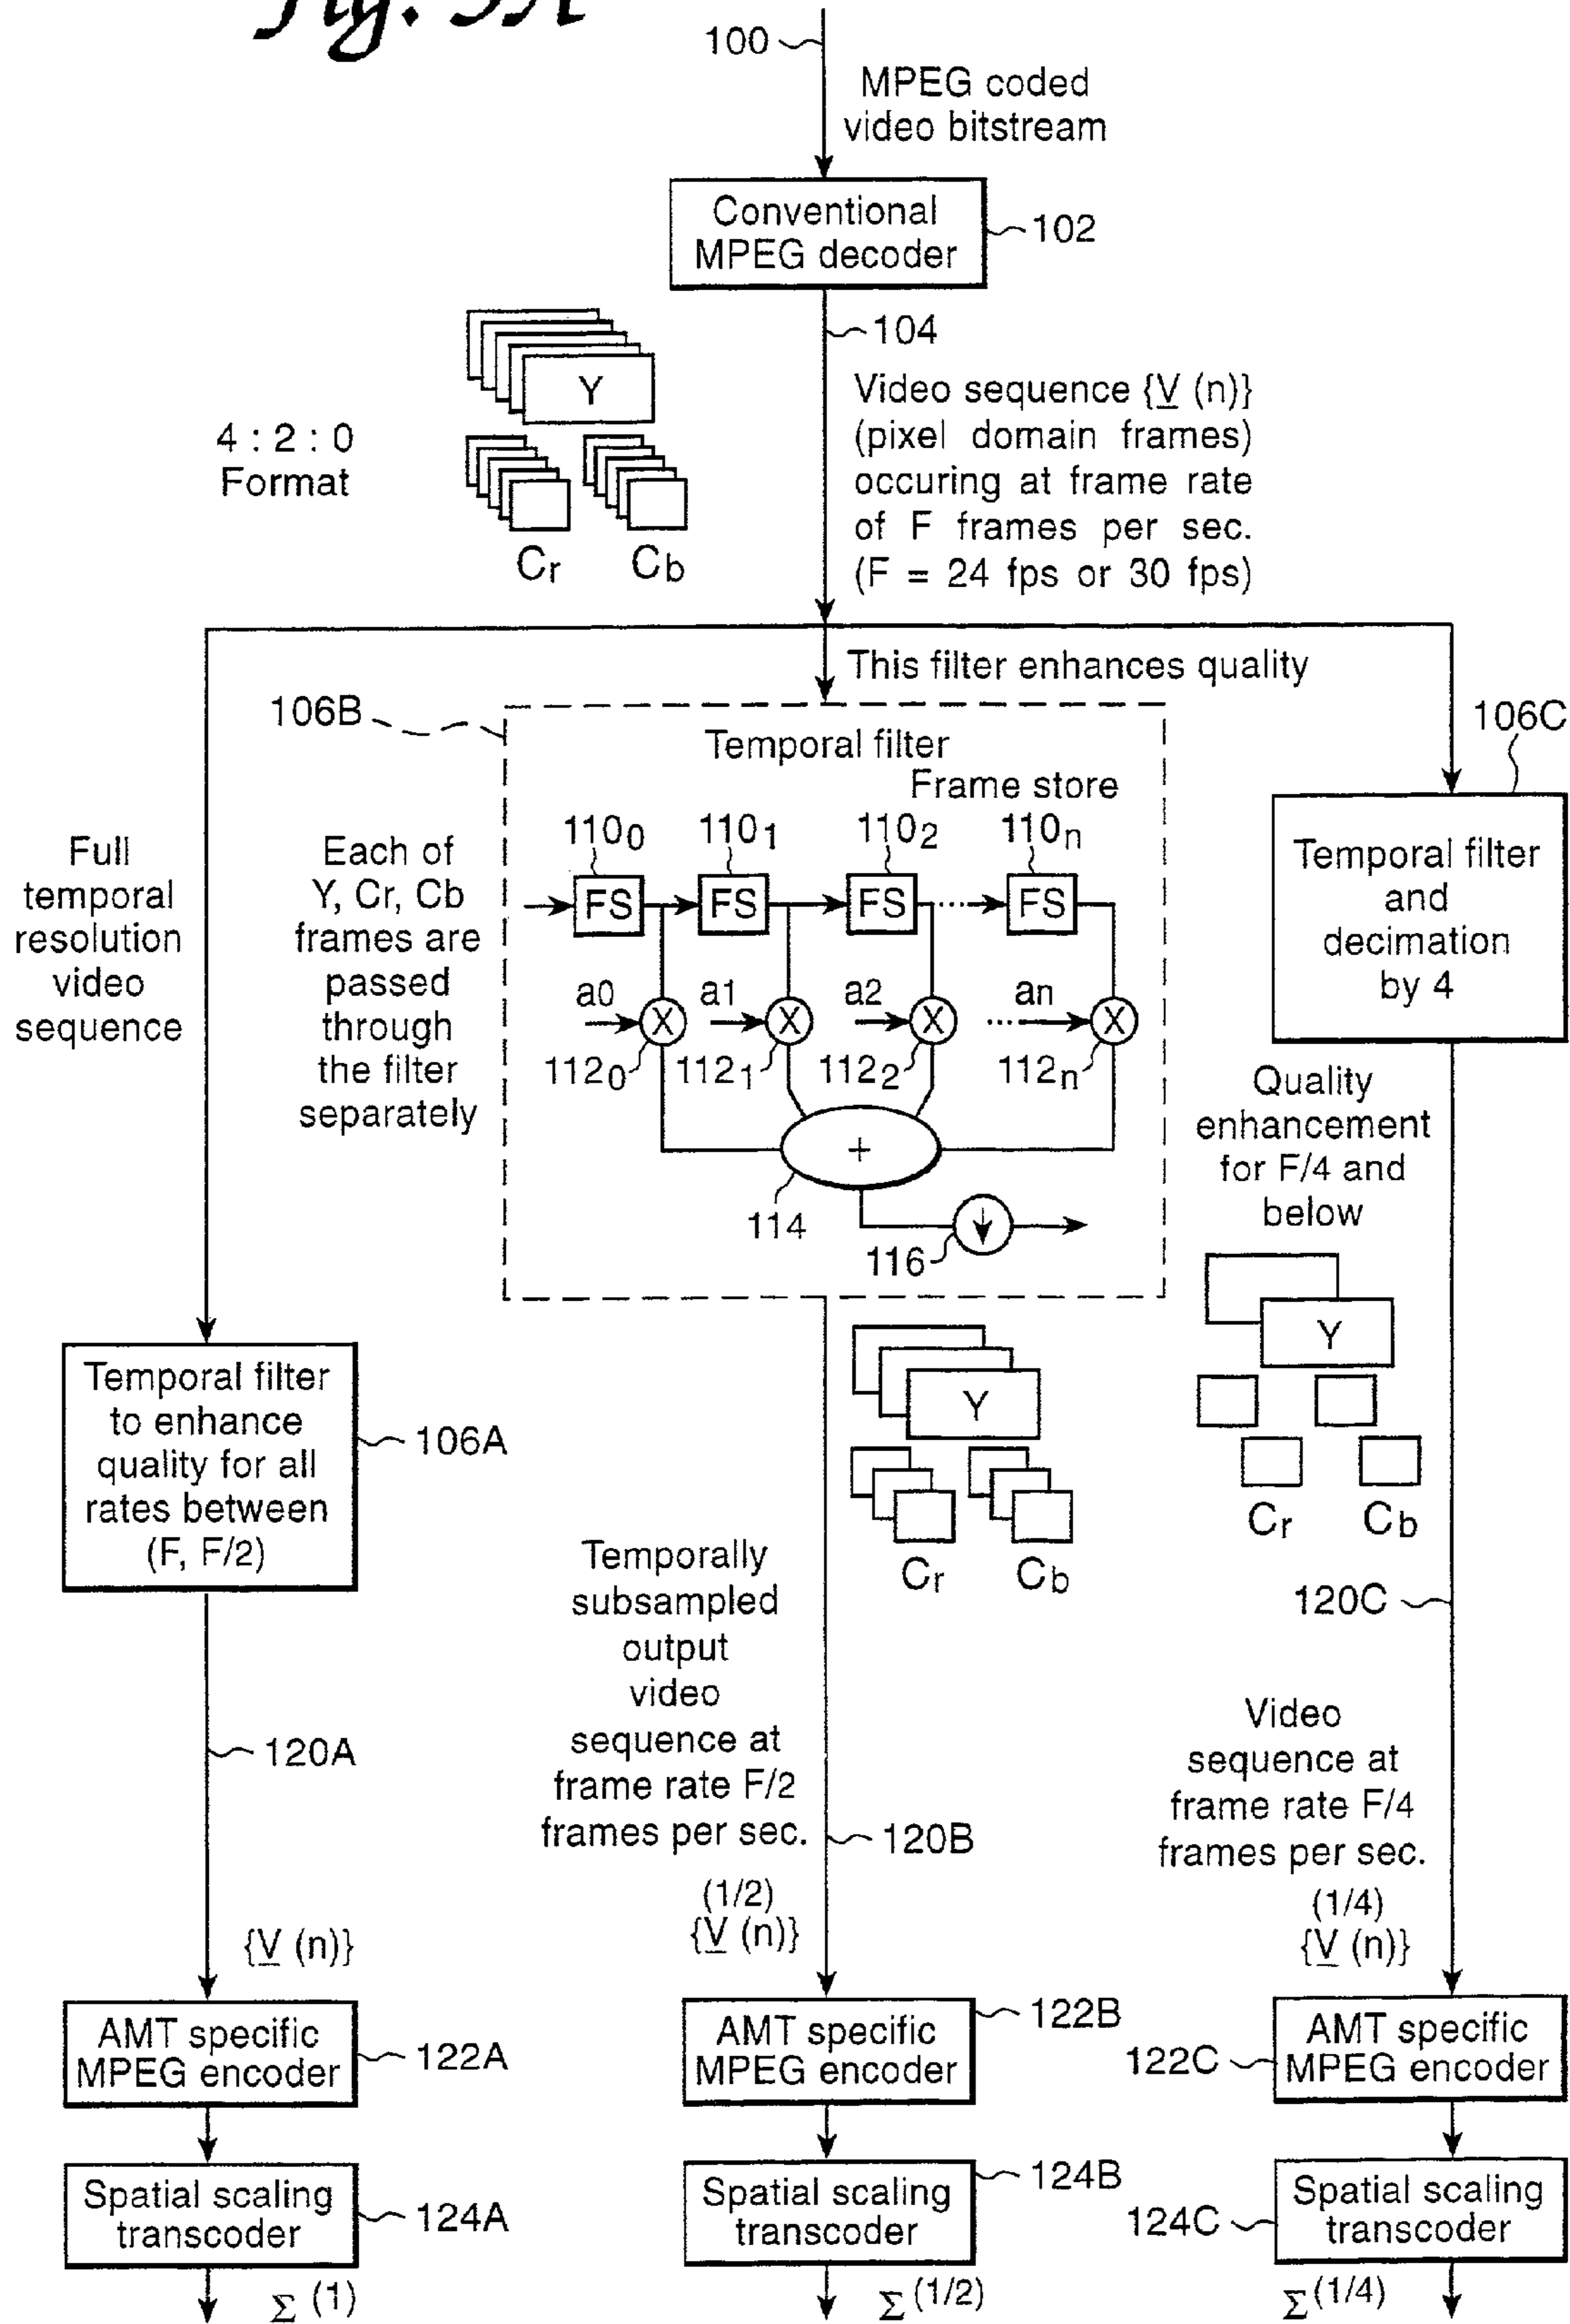 Fig. 5A
100
MPEG coded
video bitstream
Conventional
MPEG decoder
102
104
Y
4 : 2 : 0
Format
Cr
Cb
Video sequence {V (n)}
(pixel domain frames)
occuring at frame rate
of F frames per sec.
(F = 24 fps or 30 fps)
This filter enhances quality
106B
106C
Temporal filter
Frame store
110₀
110₁
110₂
110n
FS
FS
FS
....
FS
a0
a1
a2
an
X
X
X
....
X
112₀
112₁
112₂
112n
+
114
116
Full
temporal
resolution
video
sequence
Each of
Y, Cr, Cb
frames are
passed
through
the filter
separately
Temporal filter
and
decimation
by 4
Quality
enhancement
for F/4 and
below
Y
Cr
Cb
Temporal filter
to enhance
quality for all
rates between
(F, F/2)
106A
Y
Cr
Cb
120C
Temporally
subsampled
output
video
sequence at
frame rate F/2
frames per sec.
120A
120B
Video
sequence at
frame rate F/4
frames per sec.
{V (n)}
(1/2)
{V (n)}
(1/4)
{V (n)}
AMT specific
MPEG encoder
122A
AMT specific
MPEG encoder
122B
122C
AMT specific
MPEG encoder
Spatial scaling
transcoder
124A
Spatial scaling
transcoder
124B
124C
Spatial scaling
transcoder
Σ (1)
Σ (1/2)
Σ (1/4)